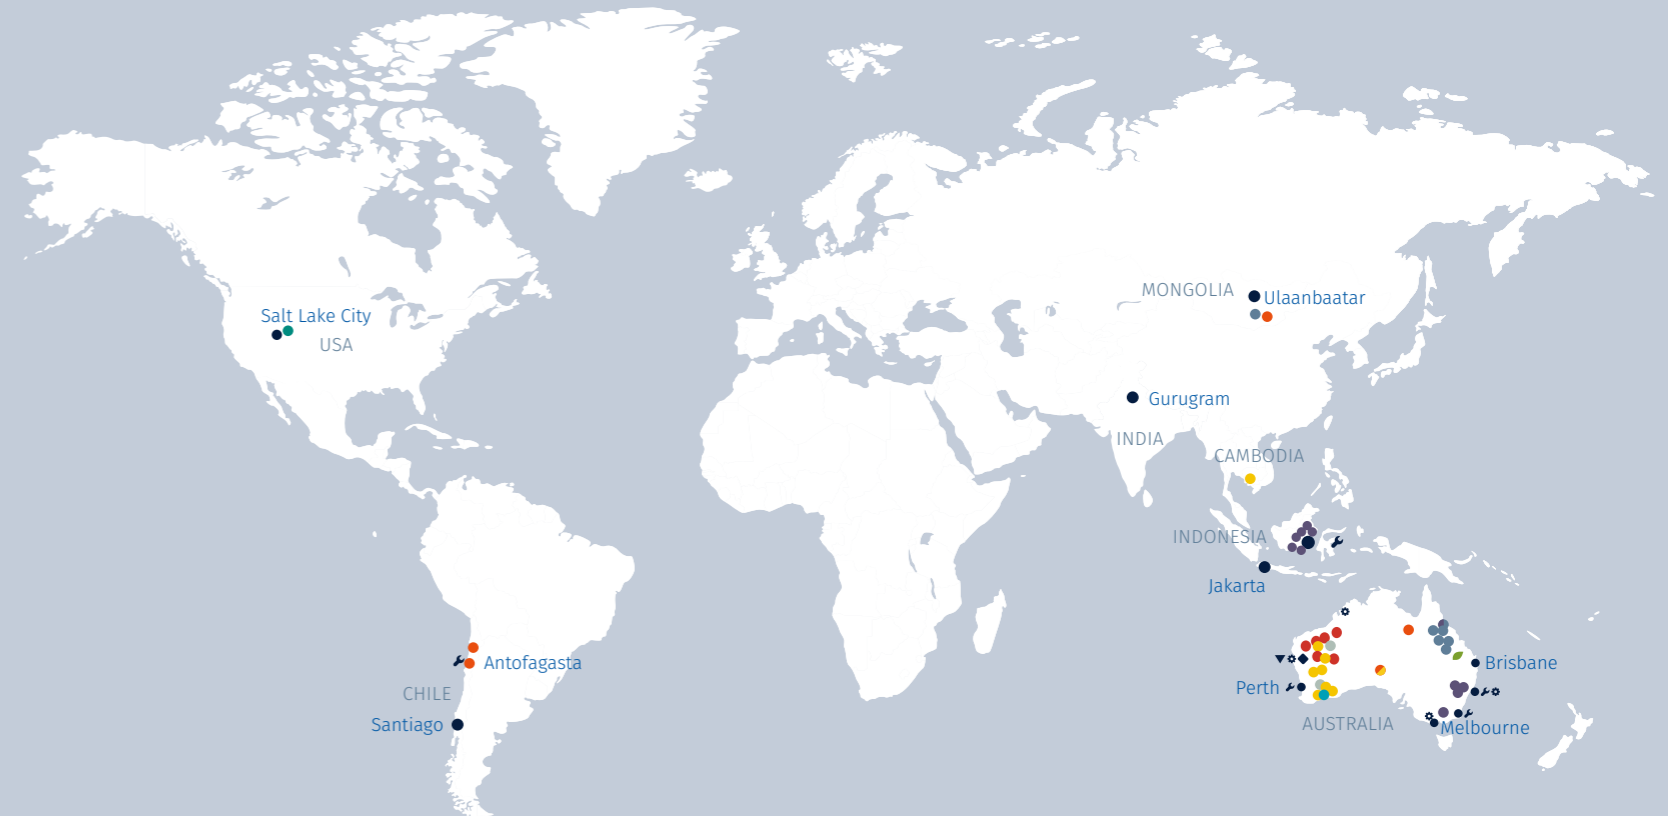 MONGOLIA
Ulaanbaatar
Salt Lake City
USA
Gurugram
INDIA
CAMBODIA
INDONESIA
Jakarta
Antofagasta
CHILE
Santiago
Brisbane
Perth
AUSTRALIA
Melbourne